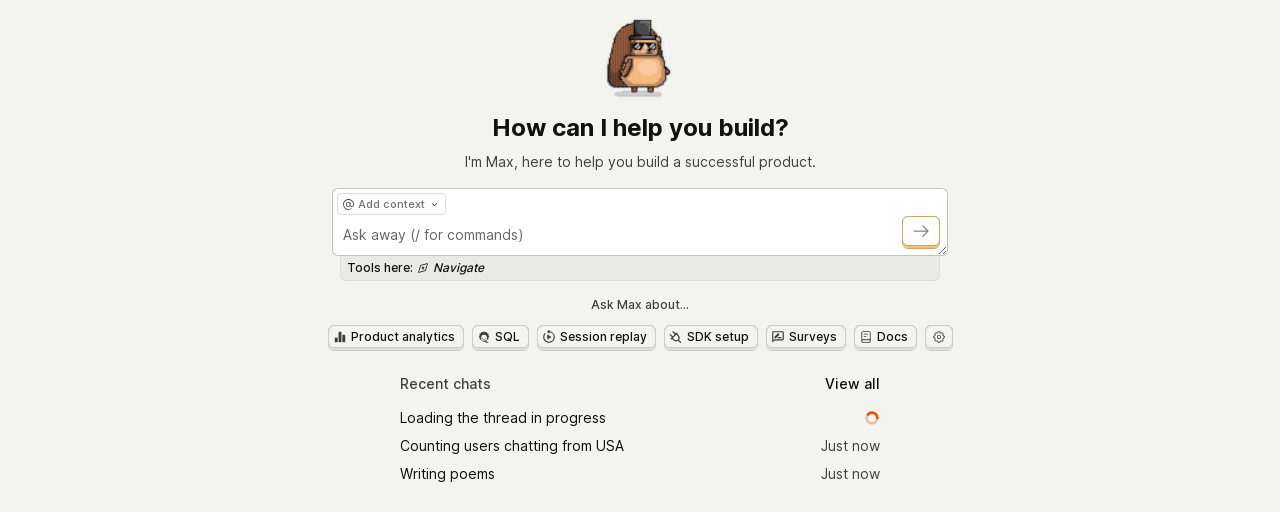 How can I help you build?
I'm Max, here to help you build a successful product.
@ Add context
Ask away (/ for commands)
Tools here: Navigate
Ask Max about...
Product analytics SQL Session replay SDK setup Surveys Docs
Recent chats View all
Loading the thread in progress
Counting users chatting from USA Just now
Writing poems Just now